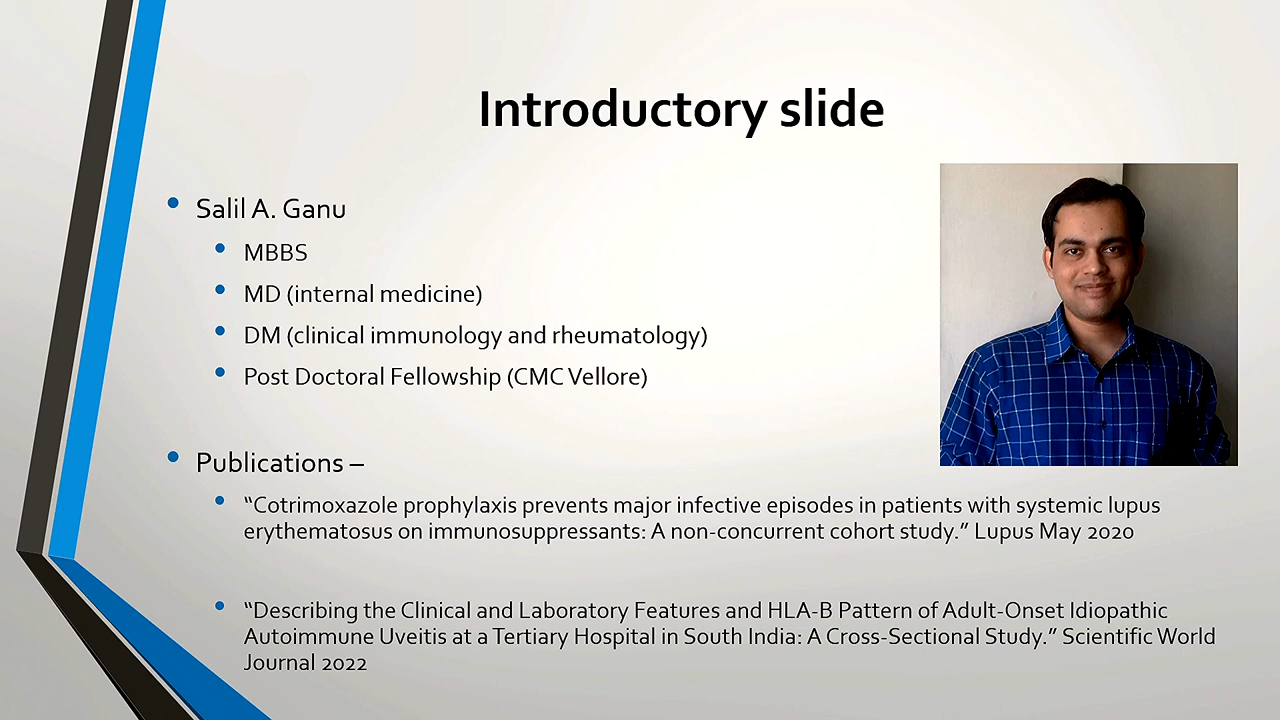 Introductory slide
Salil A. Ganu
MBBS
MD (internal medicine)
DM (clinical immunology and rheumatology)
Post Doctoral Fellowship (CMC Vellore)
Publications –
“Cotrimoxazole prophylaxis prevents major infective episodes in patients with systemic lupus
erythematosus on immunosuppressants: A non-concurrent cohort study.” Lupus May 2020
“Describing the Clinical and Laboratory Features and HLA-B Pattern of Adult-Onset Idiopathic
Autoimmune Uveitis at a Tertiary Hospital in South India: A Cross-Sectional Study.” Scientific World
Journal 2022